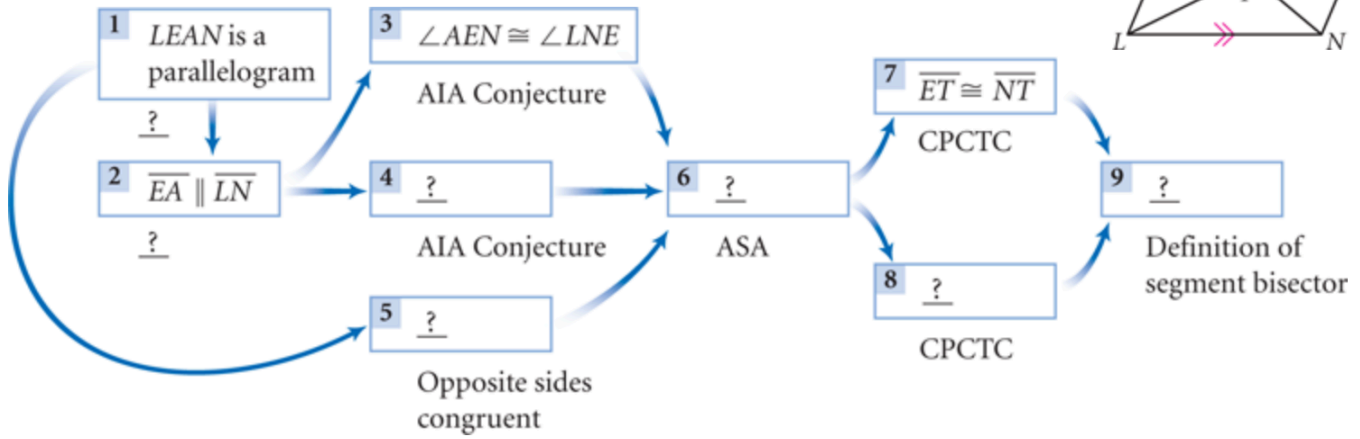 1 LEAN is a
parallelogram
?
2 EA ∥ LN
?
3 ∠AEN ≅ ∠LNE
AIA Conjecture
4 ?
AIA Conjecture
5 ?
Opposite sides
congruent
6 ?
ASA
7 ET ≅ NT
CPCTC
8 ?
CPCTC
9 ?
Definition of
segment bisector
L N